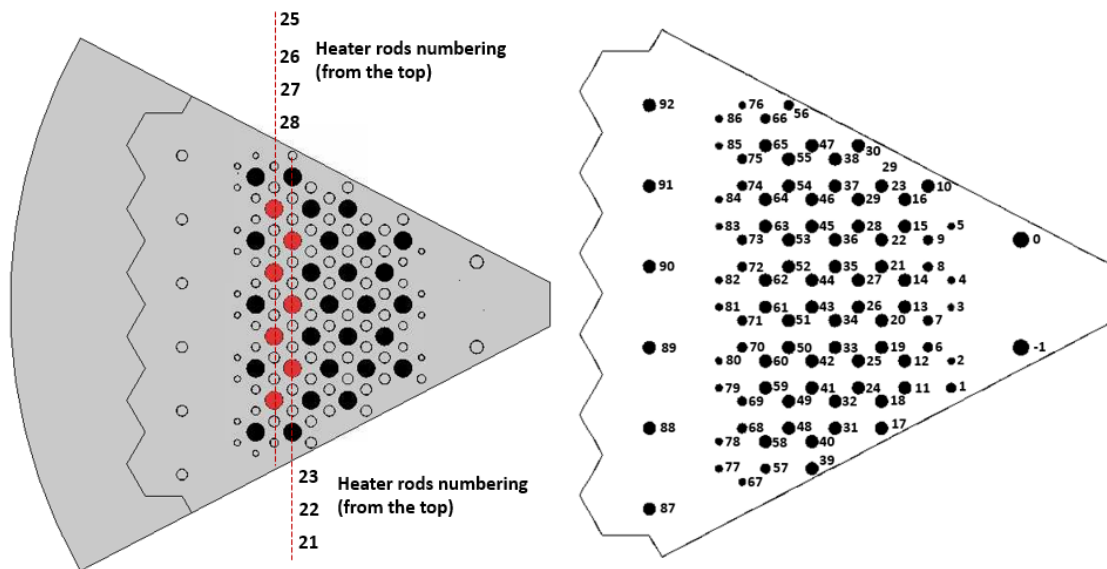 25
26
27
28
Heater rods numbering
(from the top)
23
22
21
Heater rods numbering
(from the top)
92 76 56
86 66
85 65 47 30
75 55 38 29
91 74 54 37 23 10
84 64 46 29 16
83 63 45 28 15 5
73 53 36 22 9 0
90 72 52 35 21 8
82 62 44 27 14 4
81 61 43 26 13 3
71 51 34 20 7
89 70 50 33 19 6 -1
80 60 42 25 12 2
79 59 41 24 11 1
69 49 32 18
88 68 48 31 17
78 58 40
77 57 39
67
87